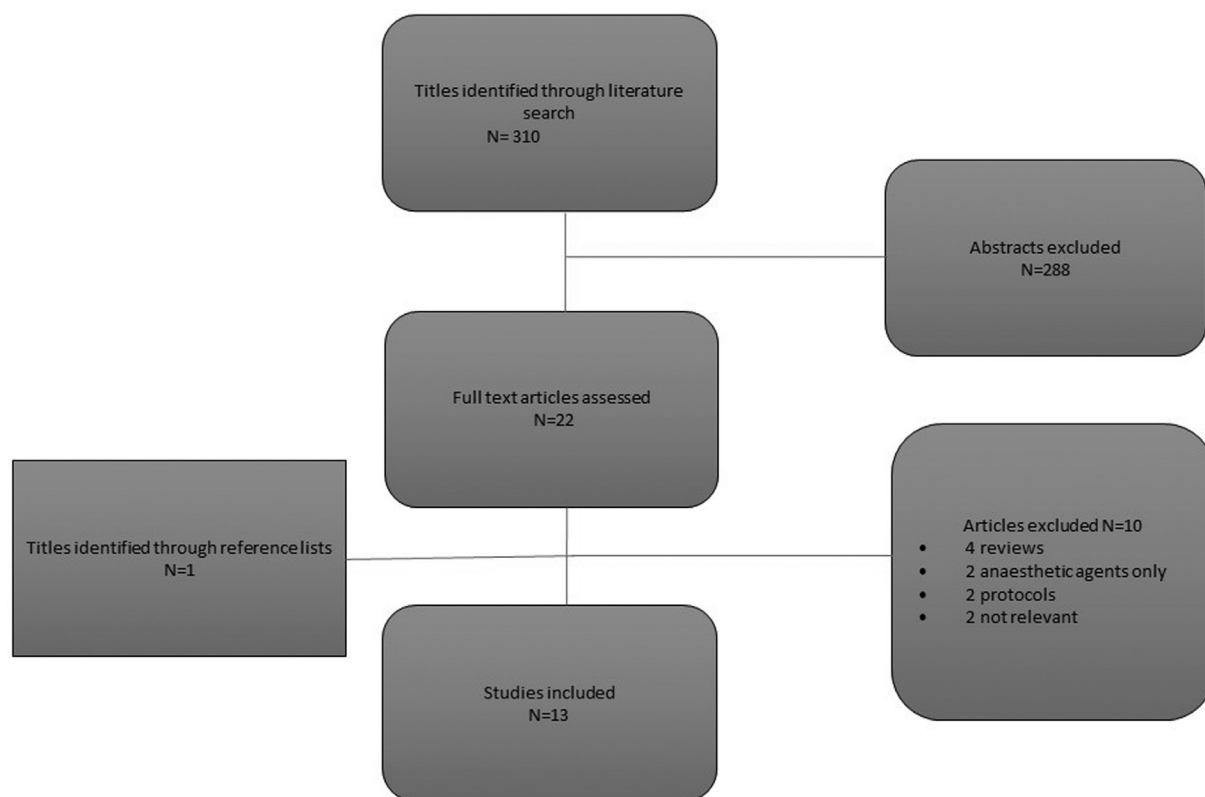 Titles identified through literature
search
N= 310
Abstracts excluded
N=288
Full text articles assessed
N=22
Titles identified through reference lists
N=1
Articles excluded N=10
• 4 reviews
• 2 anaesthetic agents only
• 2 protocols
• 2 not relevant
Studies included
N=13